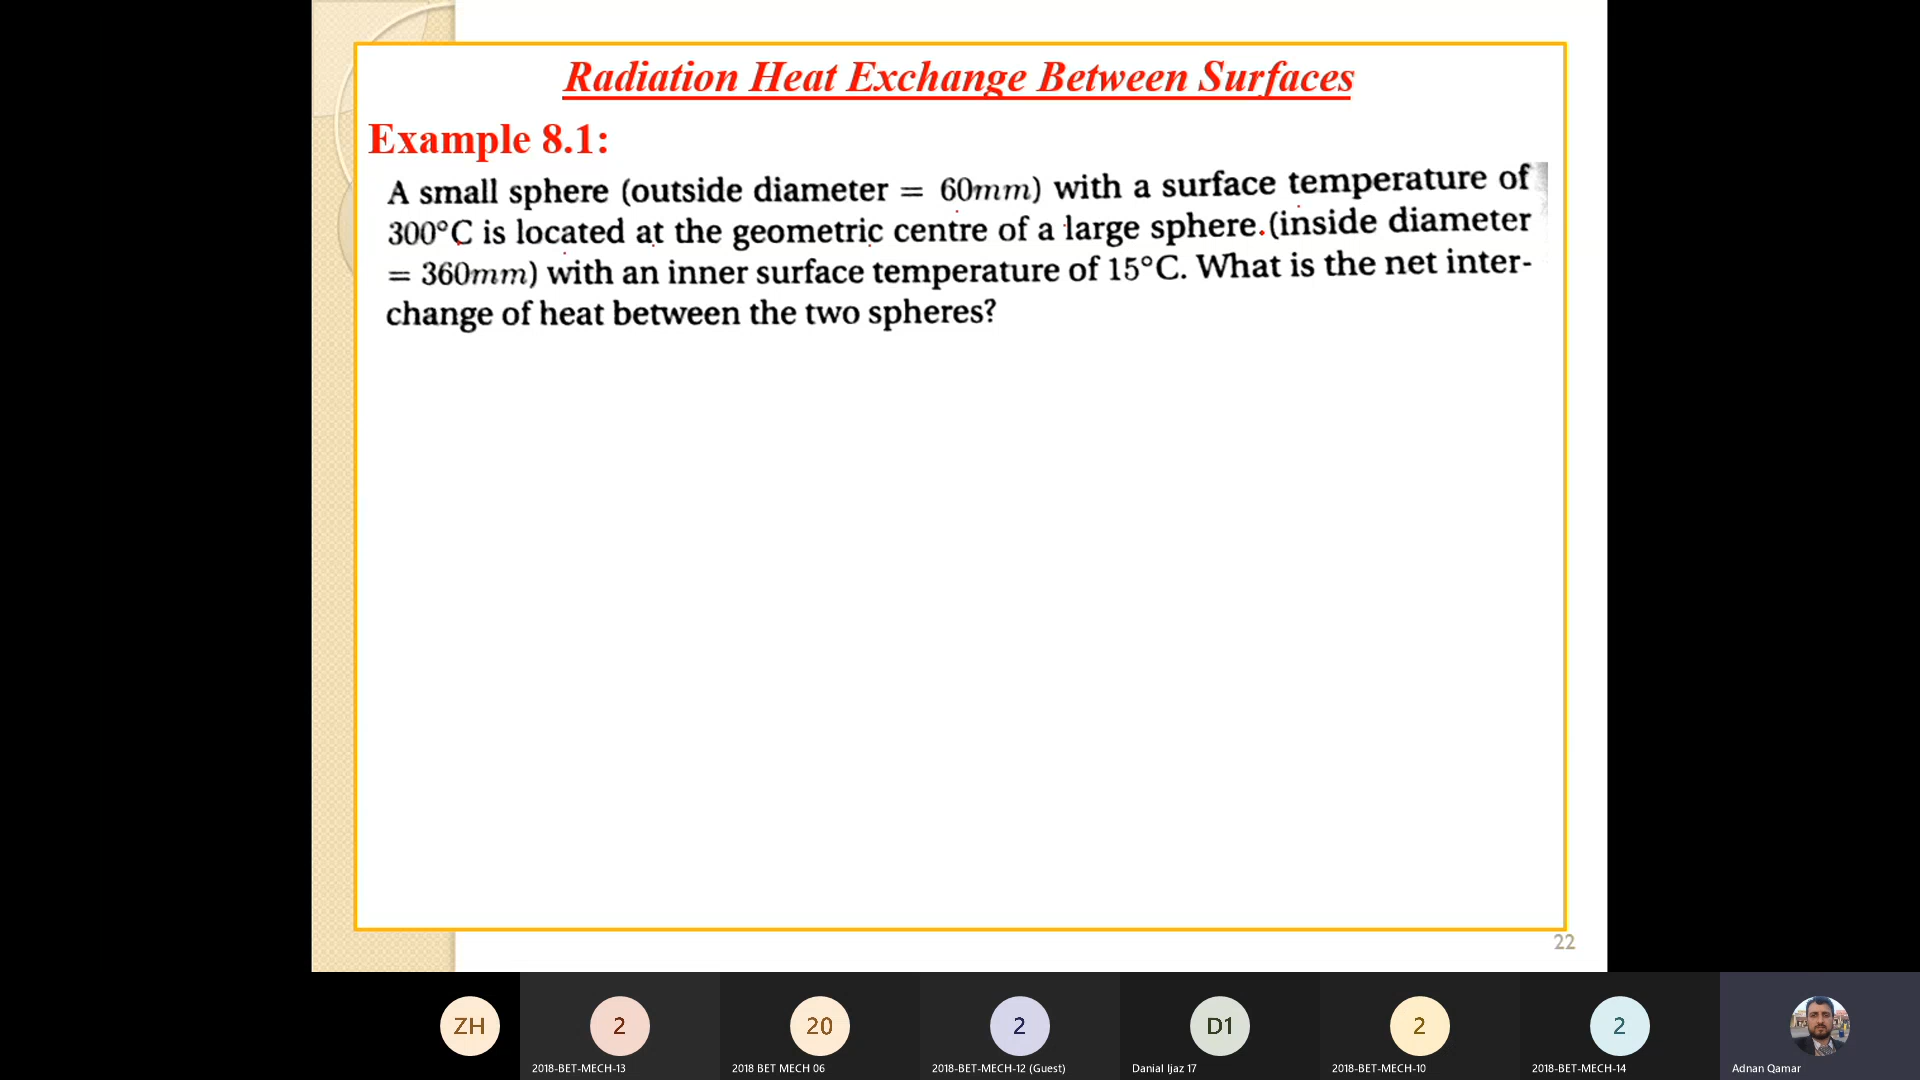 Radiation Heat Exchange Between Surfaces
Example 8.1:
A small sphere (outside diameter = 60mm) with a surface temperature of
300°C is located at the geometric centre of a large sphere (inside diameter
= 360mm) with an inner surface temperature of 15°C. What is the net inter-
change of heat between the two spheres?
22
ZH
2
20
2
D1
2
2
2018-BET-MECH-13
2018 BET MECH 06
2018-BET-MECH-12 (Guest)
Danial Ijaz 17
2018-BET-MECH-10
2018-BET-MECH-14
Adnan Qamar